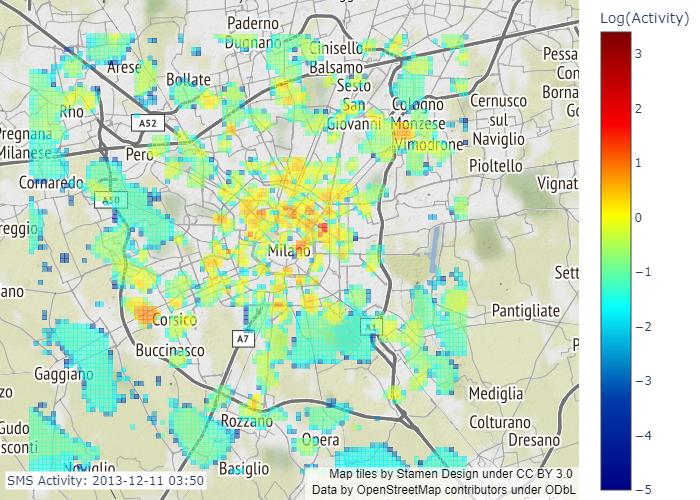 Log(Activity)
3
2
1
0
−1
−2
−3
−4
−5
Paderno
Dugnano
Cinisello
Balsamo
Pessa
Con
Borna
Go
Arese
Bollate
Sesto
San
Giovanni
Cologno
Monzese
Cernusco
sul
Naviglio
Rho
A52
Pregnana
Milanese
Pero
Vimodrone
Pioltello
Cornaredo
A50
Vignat
reggio
Milano
Sett
ano
Pantigliate
Corsico
A1
A7
Buccinasco
P
Gaggiano
Mediglia
zzo
Rozzano
Colturano
Dresano
Gudo
sconti
Opera
Noviglio
Basiglio
SMS Activity: 2013-12-11 03:50
Map tiles by Stamen Design under CC BY 3.0
Data by OpenStreetMap contributors under ODbL